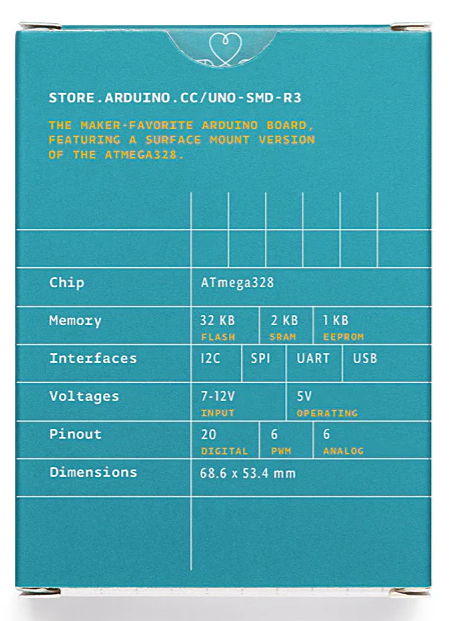 STORE.ARDUINO.CC/UNO-SMD-R3
THE MAKER-FAVORITE ARDUINO BOARD,
FEATURING A SURFACE MOUNT VERSION
OF THE ATMEGA328.
Chip ATmega328
Memory 32 KB 2 KB 1 KB
FLASH SRAM EEPROM
Interfaces I2C SPI UART USB
Voltages 7-12V 5V
INPUT OPERATING
Pinout 20 6 6
DIGITAL PWM ANALOG
Dimensions 68.6 x 53.4 mm